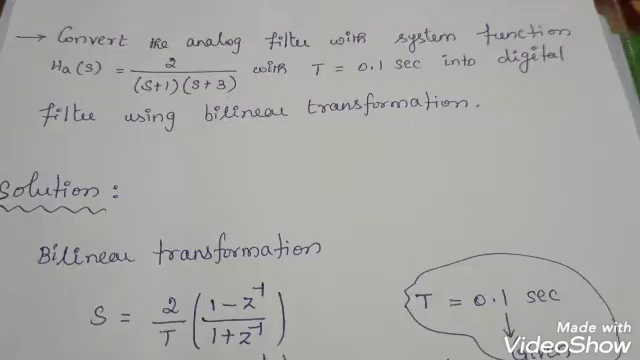 → Convert the analog filter with system function
Ha(s) = 2/((s+1)(s+3)) with T = 0.1 sec into digital
filter using bilinear transformation.
Solution:
Bilinear transformation
S = 2/T ((1-z⁻¹)/(1+z⁻¹))
T = 0.1 sec
↓
given
Made with
VideoShow